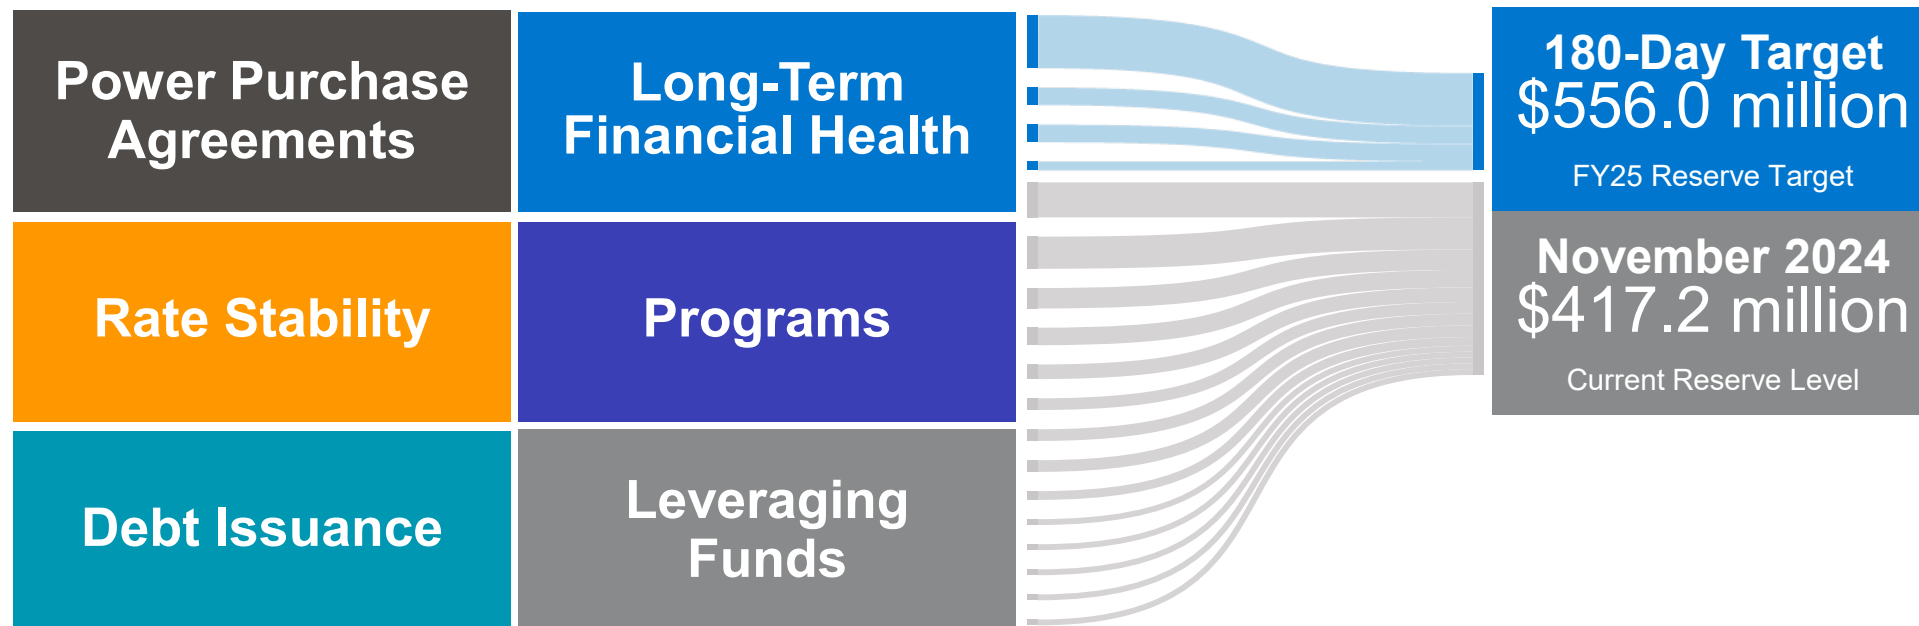 Power Purchase
Agreements
Long-Term
Financial Health
Rate Stability
Programs
Debt Issuance
Leveraging
Funds
180-Day Target
$556.0 million
FY25 Reserve Target
November 2024
$417.2 million
Current Reserve Level